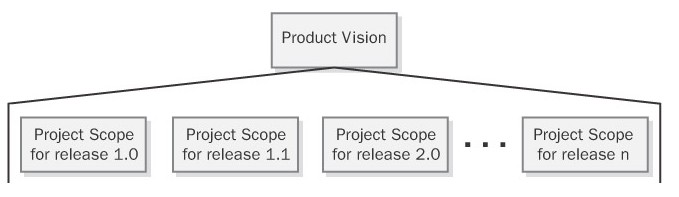 Product Vision
Project Scope
for release 1.0
Project Scope
for release 1.1
Project Scope
for release 2.0
. . .
Project Scope
for release n